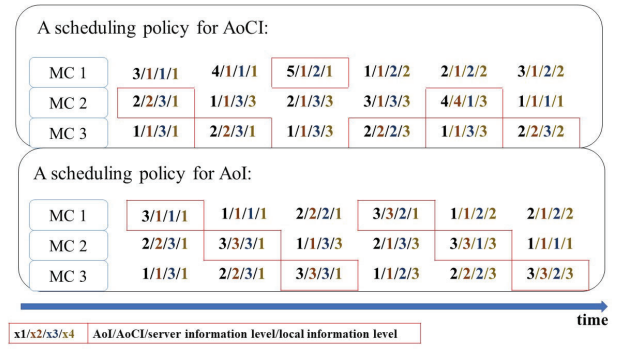 A scheduling policy for AoCI:
MC 1 3/1/1/1 4/1/1/1 5/1/2/1 1/1/2/2 2/1/2/2 3/1/2/2
MC 2 2/2/3/1 1/1/3/3 2/1/3/3 3/1/3/3 4/4/1/3 1/1/1/1
MC 3 1/1/3/1 2/2/3/1 1/1/3/3 2/2/2/3 1/1/3/3 2/2/3/2
A scheduling policy for AoI:
MC 1 3/1/1/1 1/1/1/1 2/2/2/1 3/3/2/1 1/1/2/2 2/1/2/2
MC 2 2/2/3/1 3/3/3/1 1/1/3/3 2/1/3/3 3/3/1/3 1/1/1/1
MC 3 1/1/3/1 2/2/3/1 3/3/3/1 1/1/2/3 2/2/2/3 3/3/2/3
time
x1/x2/x3/x4 AoI/AoCI/server information level/local information level